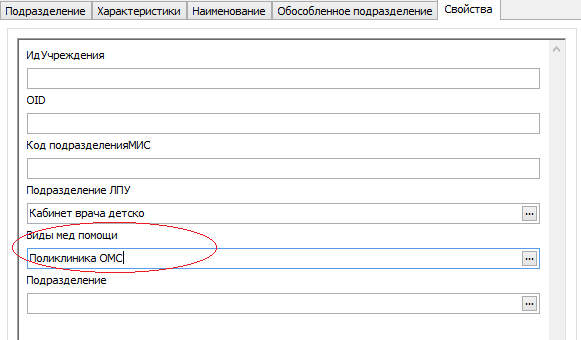 Подразделение Характеристики Наименование Обособленное подразделение Свойства
ИдУчреждения
OID
Код подразделенияМИС
Подразделение ЛПУ
Кабинет врача детско
...
Виды мед помощи
Поликлиника ОМС
...
Подразделение
...